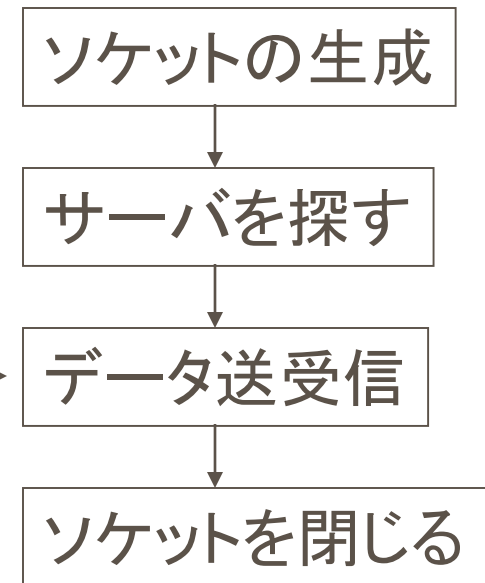 ソケットの生成
サーバを探す
データ送受信
ソケットを閉じる